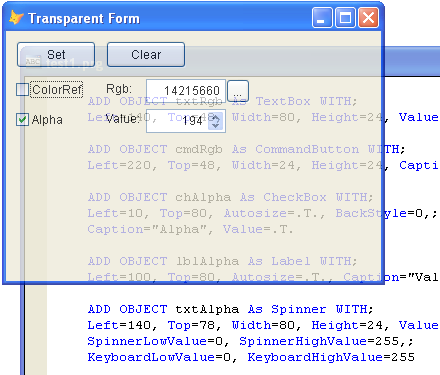 Transparent Form
Set
Clear
ColorRef
Rgb:
14215660
...
Alpha
Value:
194
ADD OBJECT txtRgb As TextBox WITH;
Left=140, Top=48, Width=80, Height=24, Value
ADD OBJECT cmdRgb As CommandButton WITH;
Left=220, Top=48, Width=24, Height=24, Capti
ADD OBJECT chAlpha As CheckBox WITH;
Left=10, Top=80, Autosize=.T., BackStyle=0,;
Caption="Alpha", Value=.T.
ADD OBJECT lblAlpha As Label WITH;
Left=100, Top=80, Autosize=.T., Caption="Val
ADD OBJECT txtAlpha As Spinner WITH;
Left=140, Top=78, Width=80, Height=24, Value
SpinnerLowValue=0, SpinnerHighValue=255,;
KeyboardLowValue=0, KeyboardHighValue=255